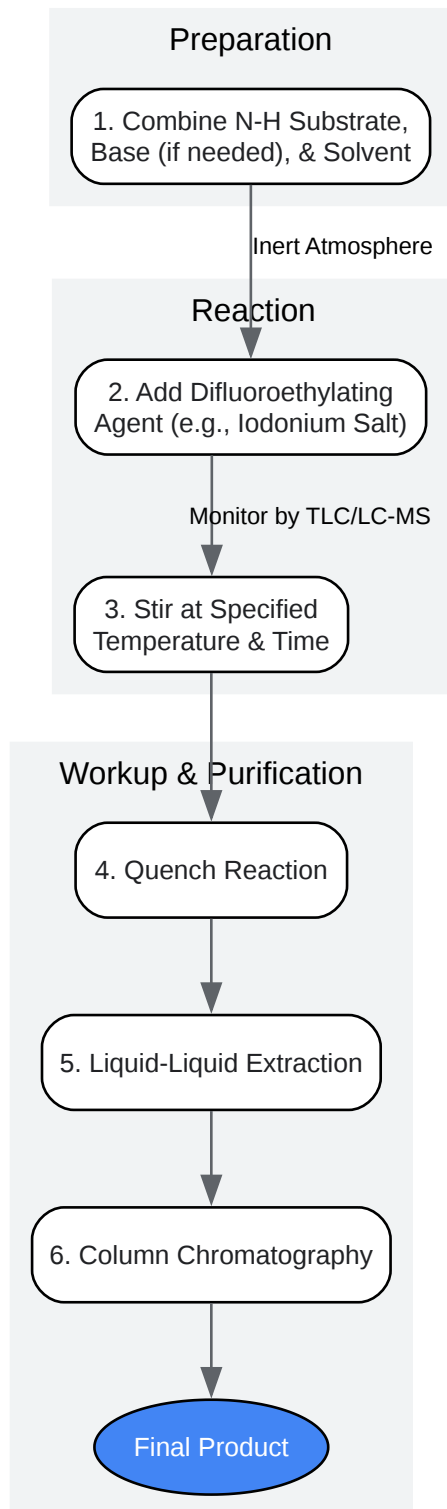 Preparation
1. Combine N-H Substrate,
Base (if needed), & Solvent
Inert Atmosphere
Reaction
2. Add Difluoroethylating
Agent (e.g., Iodonium Salt)
Monitor by TLC/LC-MS
3. Stir at Specified
Temperature & Time
Workup & Purification
4. Quench Reaction
5. Liquid-Liquid Extraction
6. Column Chromatography
Final Product